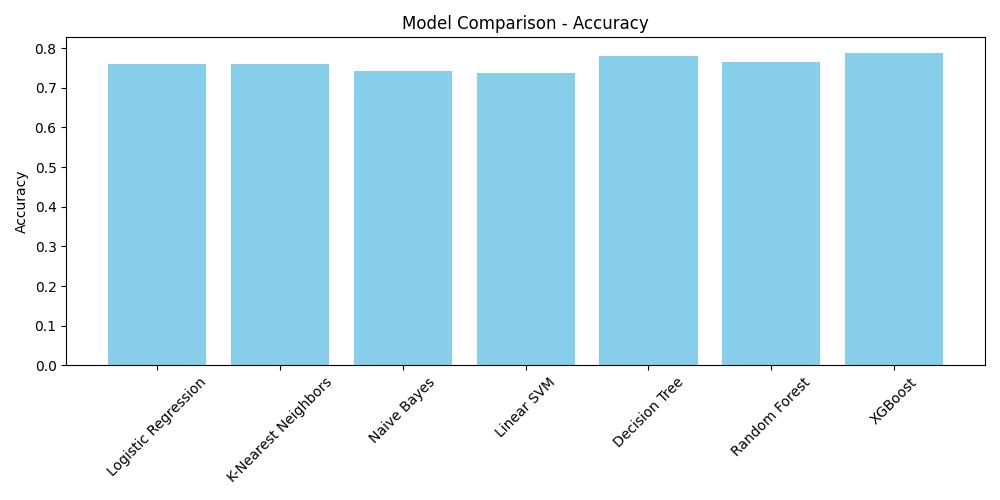 Model Comparison - Accuracy
0.8
0.7
0.6
0.5
0.4
0.3
0.2
0.1
0.0
Accuracy
Logistic Regression
K-Nearest Neighbors
Naive Bayes
Linear SVM
Decision Tree
Random Forest
XGBoost